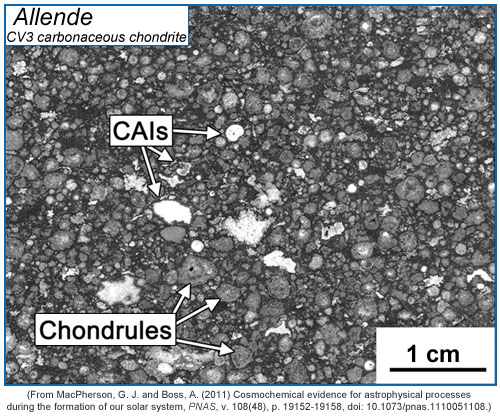 Allende
CV3 carbonaceous chondrite
CAIs
Chondrules
1 cm
(From MacPherson, G. J. and Boss, A. (2011) Cosmochemical evidence for astrophysical processes
during the formation of our solar system, PNAS, v. 108(48), p. 19152-19158, doi: 10.1073/pnas.1110051108.)